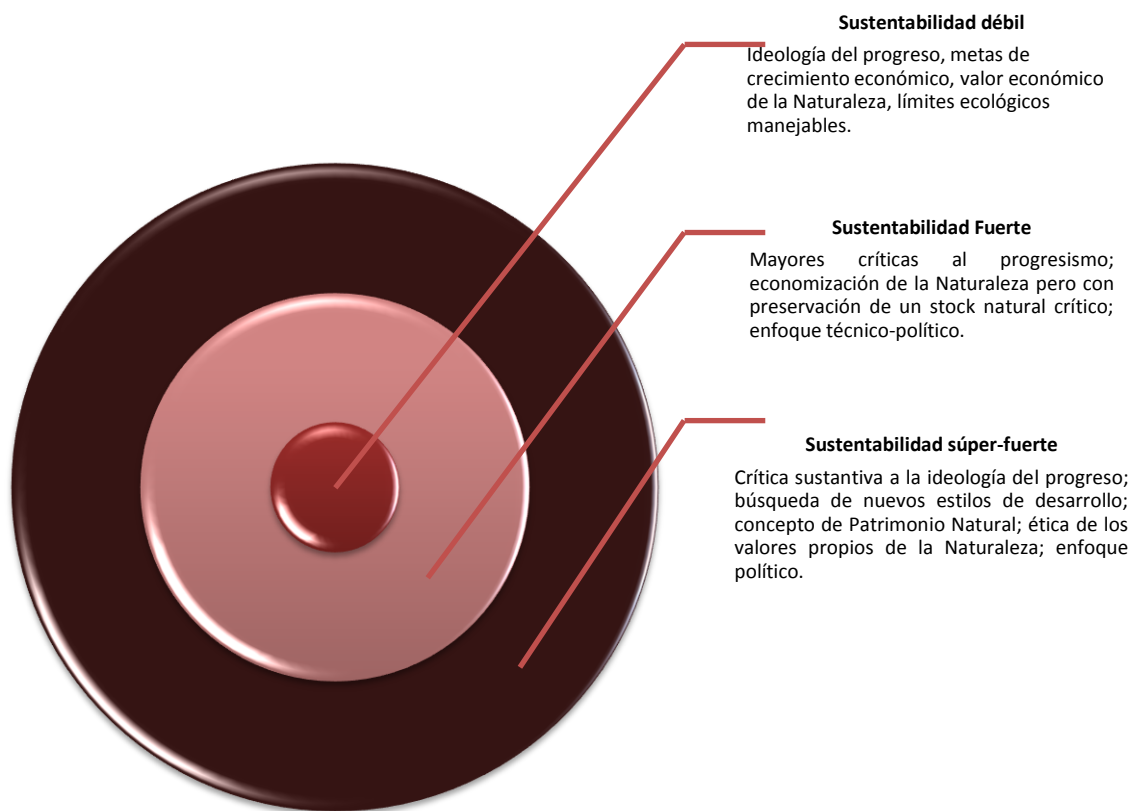 Sustentabilidad débil
Ideología del progreso, metas de
crecimiento económico, valor económico
de la Naturaleza, límites ecológicos
manejables.
Sustentabilidad Fuerte
Mayores críticas al progresismo;
economización de la Naturaleza pero con
preservación de un stock natural crítico;
enfoque técnico-político.
Sustentabilidad súper-fuerte
Crítica sustantiva a la ideología del progreso;
búsqueda de nuevos estilos de desarrollo;
concepto de Patrimonio Natural; ética de los
valores propios de la Naturaleza; enfoque
político.